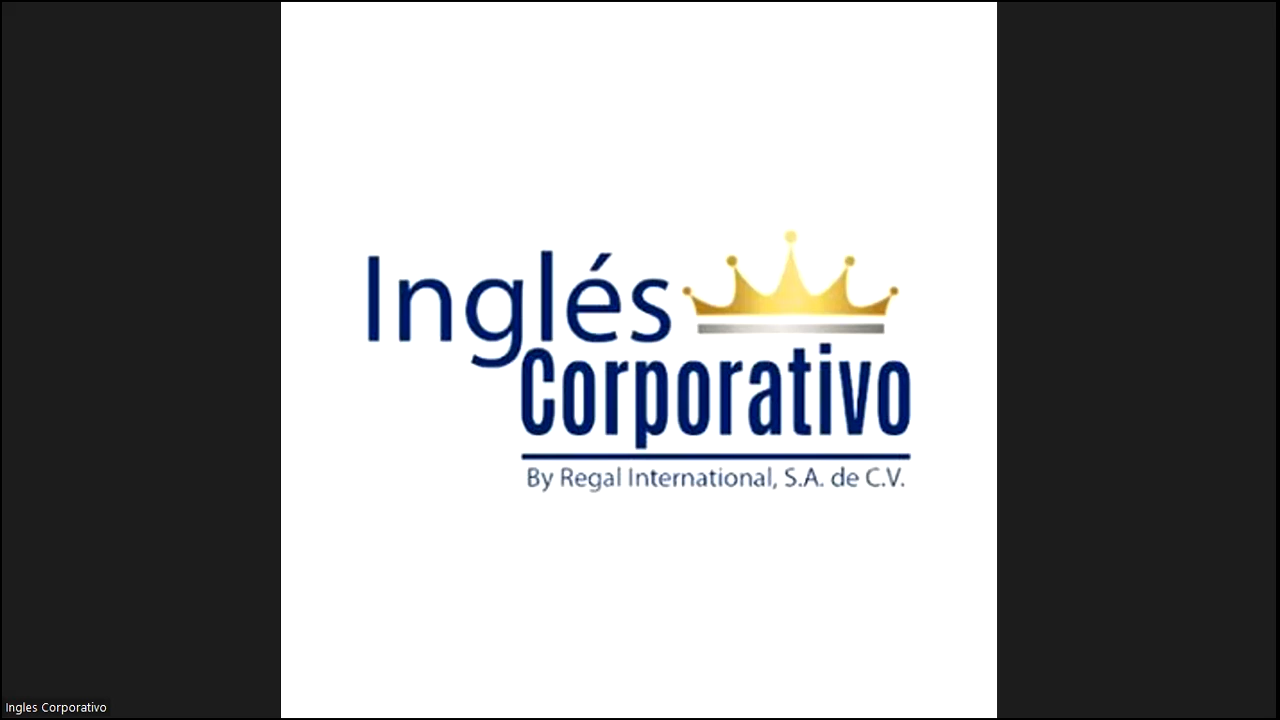 Inglés
Corporativo
By Regal International, S.A. de C.V.
Ingles Corporativo